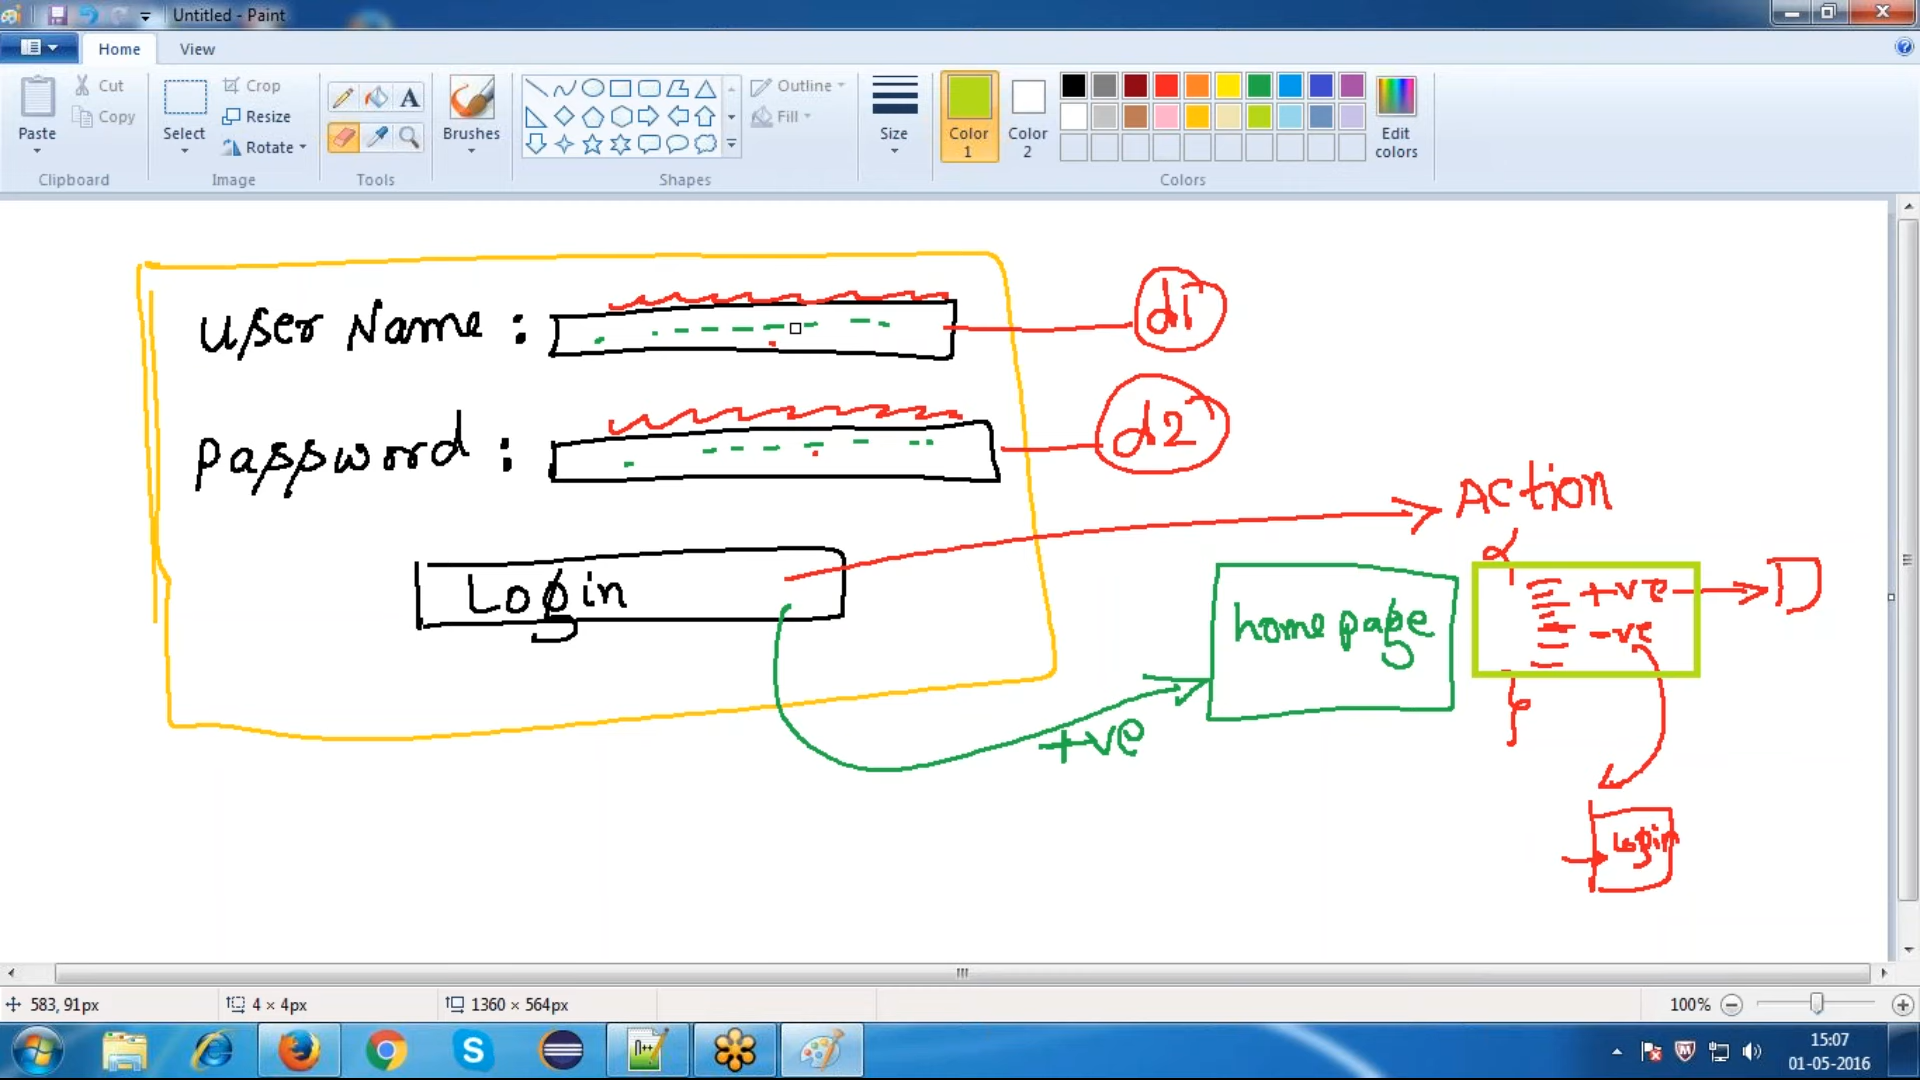 Untitled - Paint
Home
View
Paste
Cut
Copy
Clipboard
Select
Crop
Resize
Rotate
Image
Tools
Brushes
Shapes
Outline
Fill
Size
Color 1
Color 2
Edit colors
Colors
User Name :
d1
Password :
d2
Action
Login
home page
+ve
-ve
+ve
Login
583, 91px
4 × 4px
1360 × 564px
100%
15:07
01-05-2016